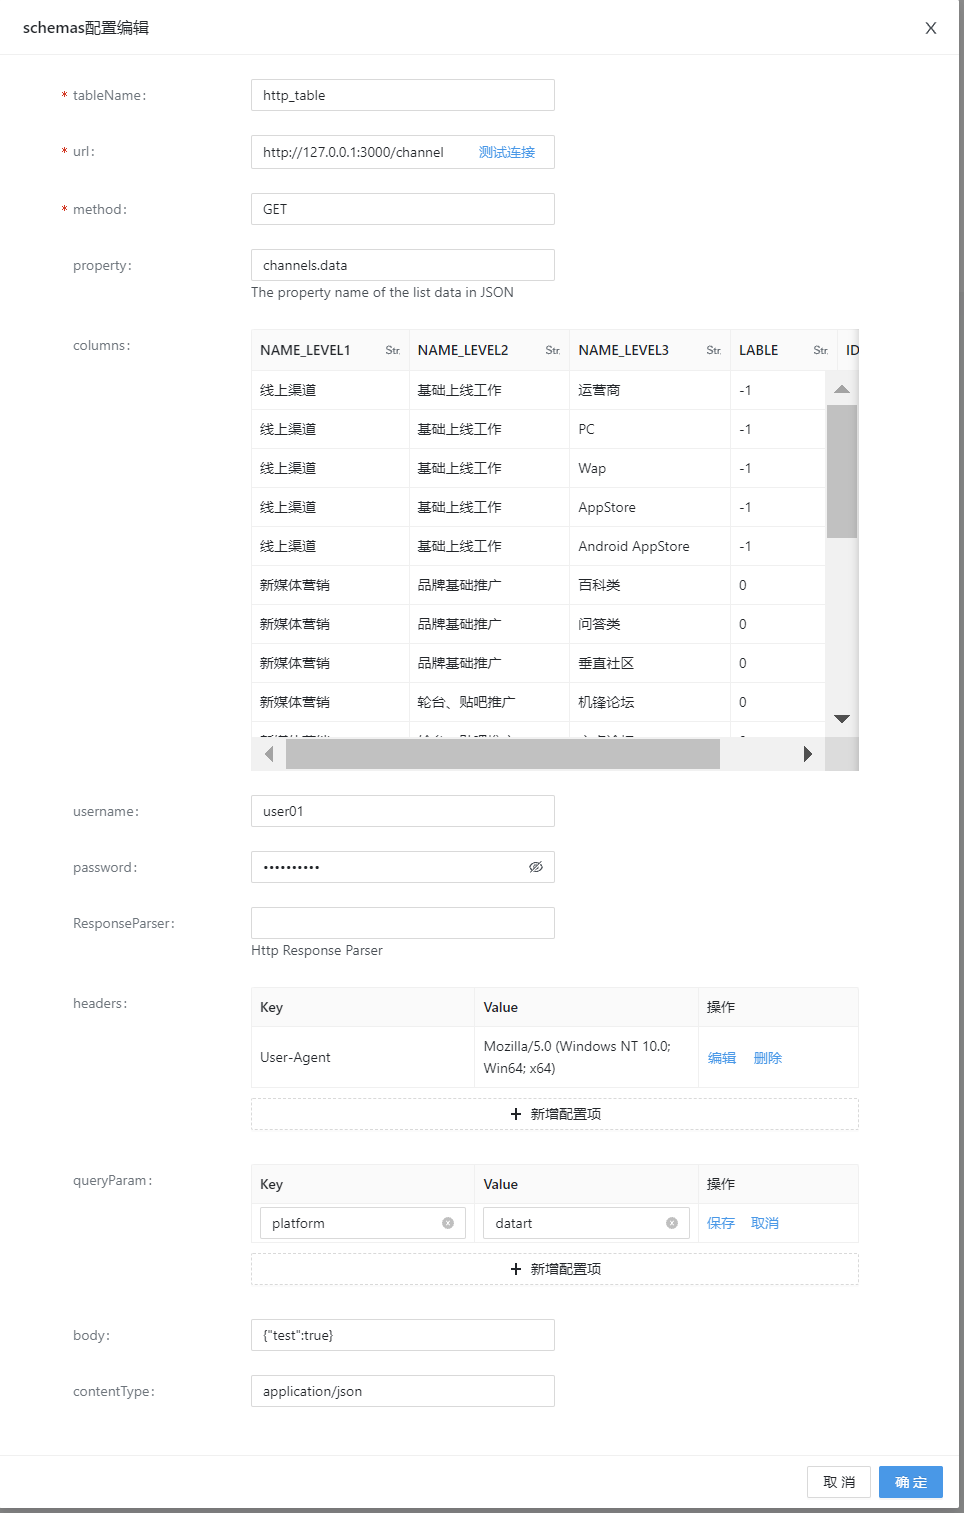 schemas配置编辑
* tableName: http_table
* url: http://127.0.0.1:3000/channel 测试连接
* method: GET
property: channels.data
The property name of the list data in JSON
columns: NAME_LEVEL1 Str. NAME_LEVEL2 Str. NAME_LEVEL3 Str. LABLE Str. ID
线上渠道 基础上线工作 运营商 -1
线上渠道 基础上线工作 PC -1
线上渠道 基础上线工作 Wap -1
线上渠道 基础上线工作 AppStore -1
线上渠道 基础上线工作 Android AppStore -1
新媒体营销 品牌基础推广 百科类 0
新媒体营销 品牌基础推广 问答类 0
新媒体营销 品牌基础推广 垂直社区 0
新媒体营销 轮台、贴吧推广 机锋论坛 0
username: user01
password: ••••••••••
ResponseParser:
Http Response Parser
headers: Key Value 操作
User-Agent Mozilla/5.0 (Windows NT 10.0; Win64; x64) 编辑 删除
+ 新增配置项
queryParam: Key Value 操作
platform datart 保存 取消
+ 新增配置项
body: {"test":true}
contentType: application/json
取 消 确 定